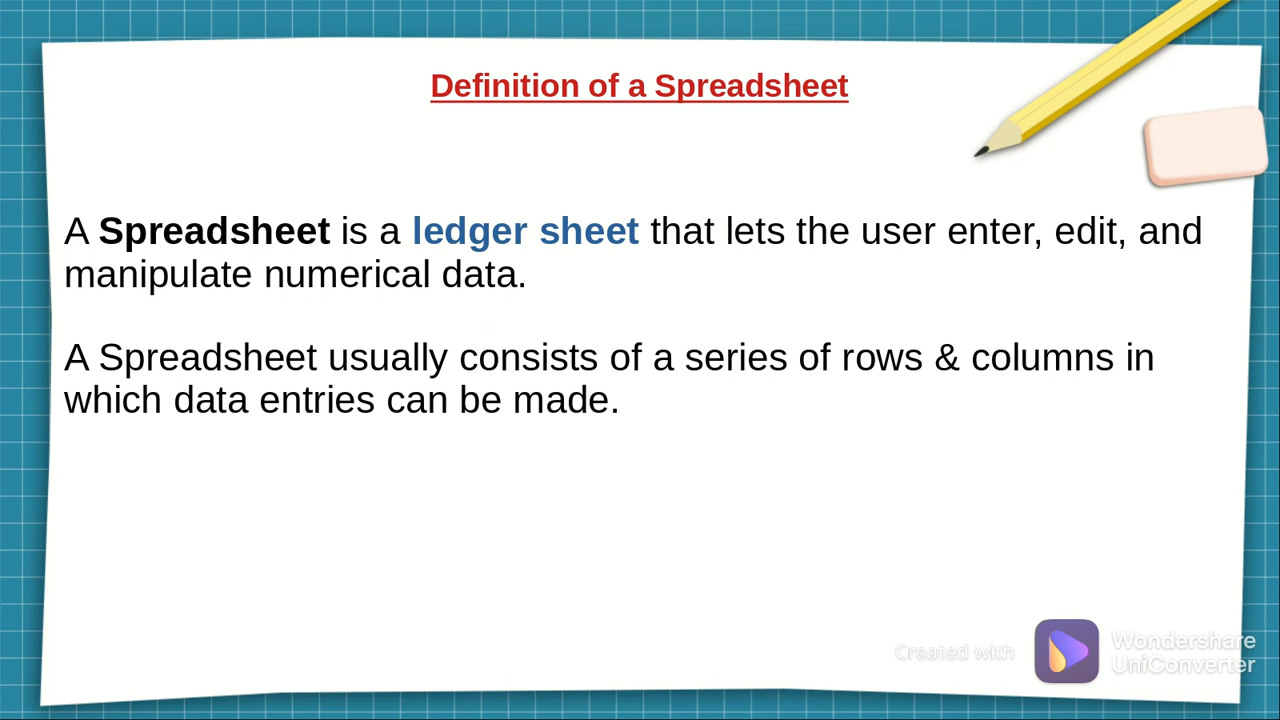 Definition of a Spreadsheet
A Spreadsheet is a ledger sheet that lets the user enter, edit, and
manipulate numerical data.
A Spreadsheet usually consists of a series of rows & columns in
which data entries can be made.
Created with
Wondershare
UniConverter